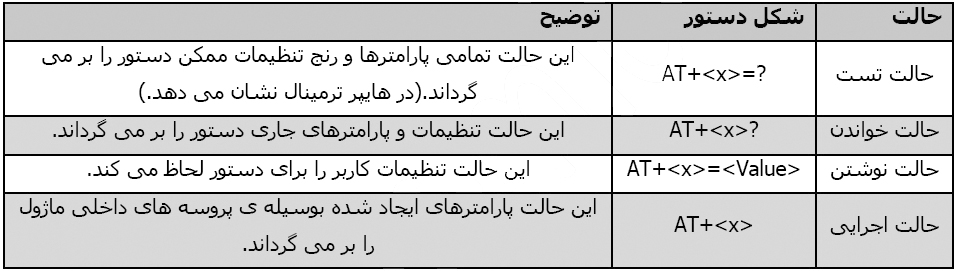 حالت شکل دستور توضیح
حالت تست AT+<x>=? این حالت تمامی پارامترها و رنج تنظیمات ممکن دستور را بر می
گرداند.(در هایپر ترمینال نشان می دهد.)
حالت خواندن AT+<x>? این حالت تنظیمات و پارامترهای جاری دستور را بر می گرداند.
حالت نوشتن AT+<x>=<Value> این حالت تنظیمات کاربر را برای دستور لحاظ می کند.
حالت اجرایی AT+<x> این حالت پارامترهای ایجاد شده بوسیله ی پروسه های داخلی ماژول
را بر می گرداند.